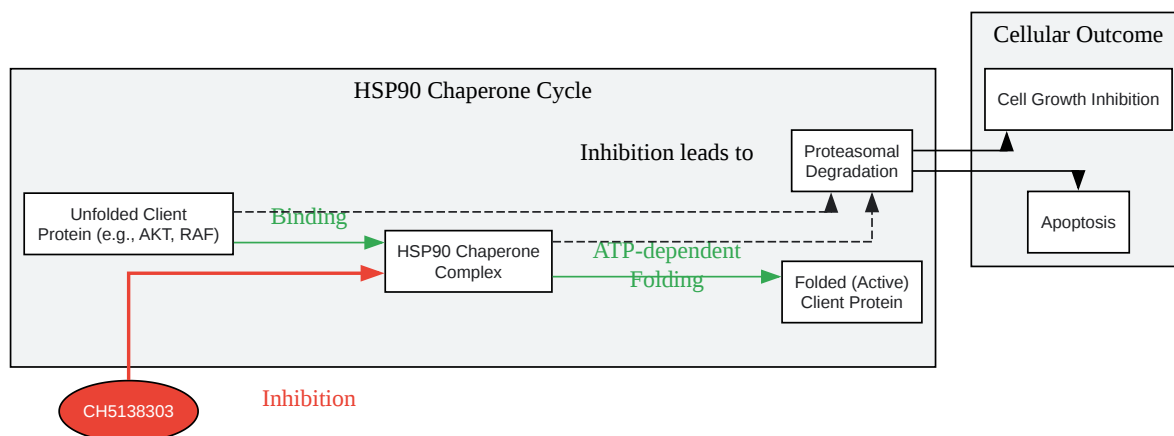 Cellular Outcome
HSP90 Chaperone Cycle
Cell Growth Inhibition
Inhibition leads to
Proteasomal
Degradation
Unfolded Client
Protein (e.g., AKT, RAF)
Binding
Apoptosis
HSP90 Chaperone
Complex
ATP-dependent
Folding
Folded (Active)
Client Protein
CH5138303
Inhibition